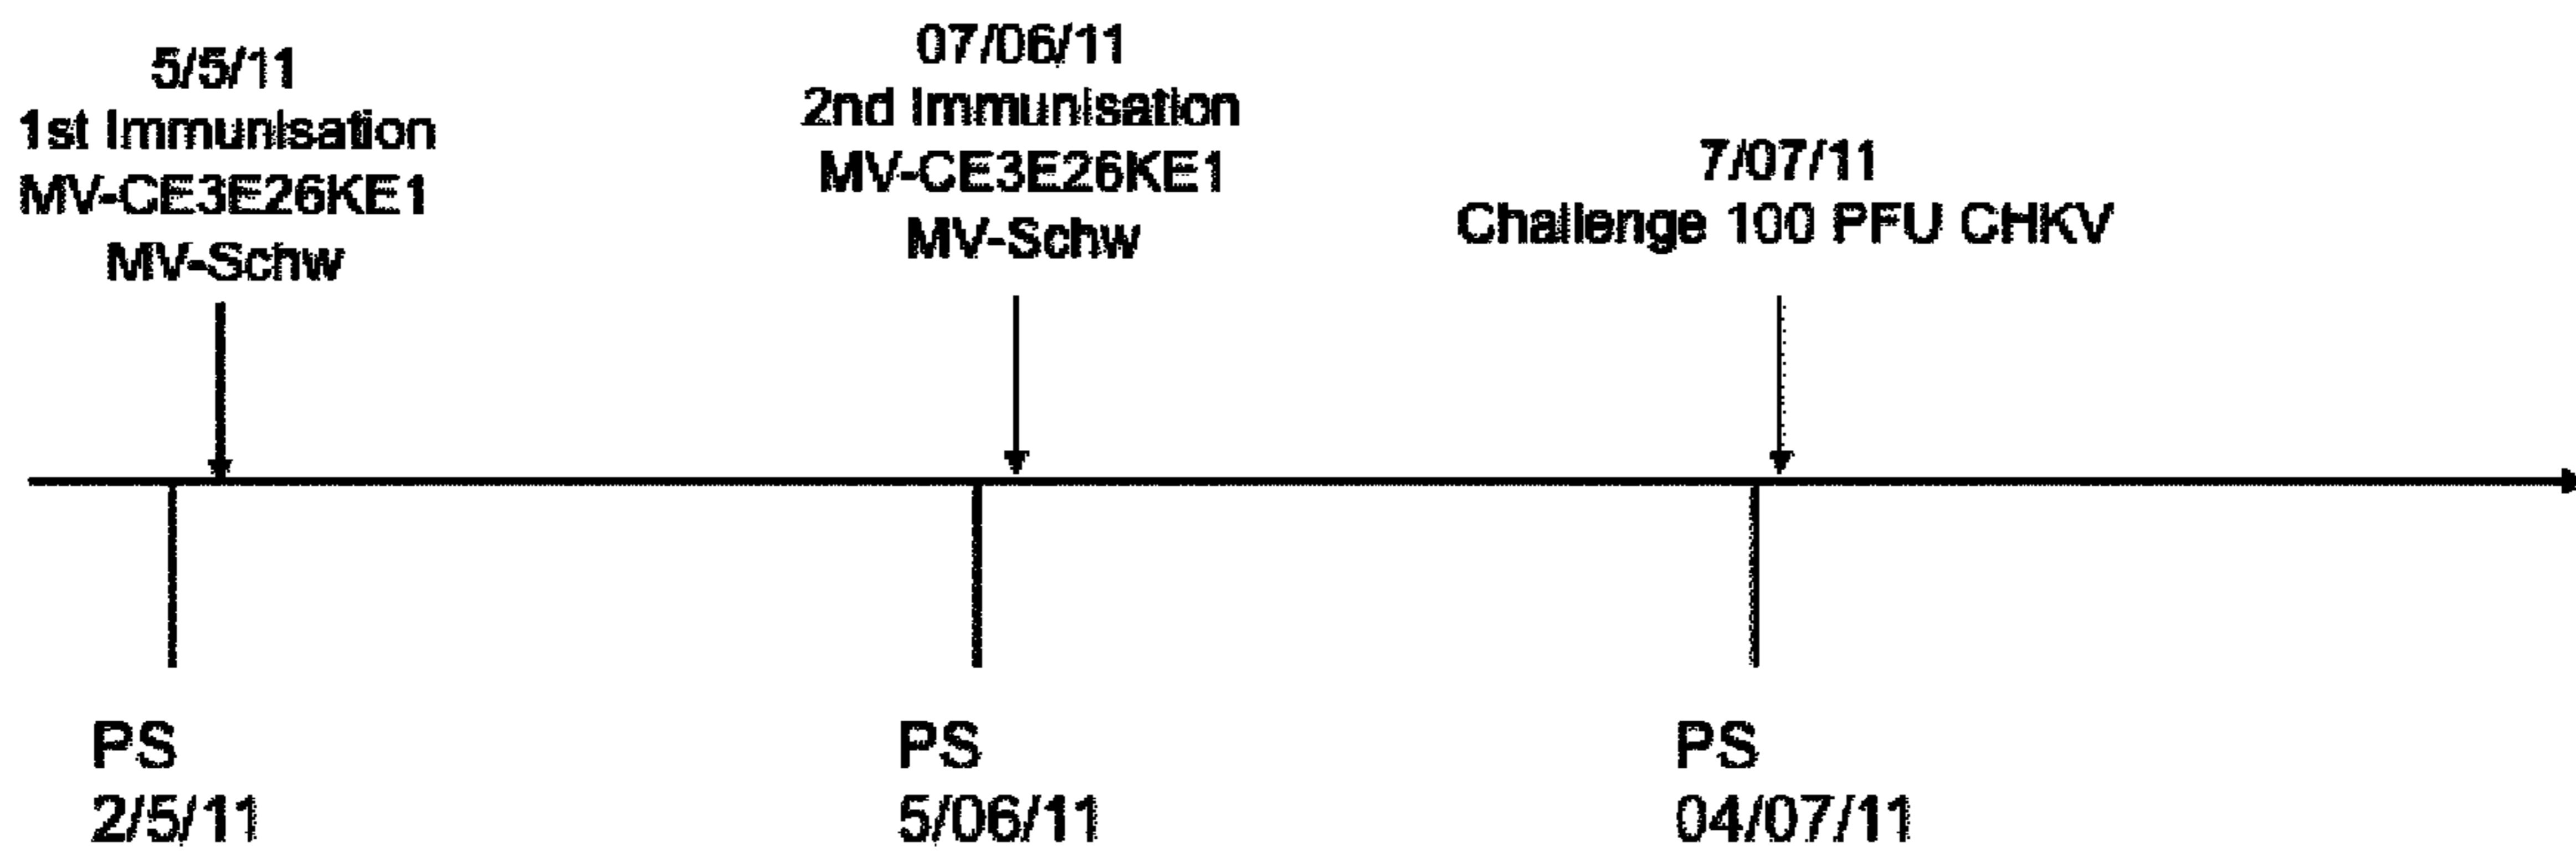 5/5/11
1st Immunisation
MV-CE3E26KE1
MV-Schw
07/06/11
2nd Immunisation
MV-CE3E26KE1
MV-Schw
7/07/11
Challenge 100 PFU CHKV
PS
2/5/11
PS
5/06/11
PS
04/07/11